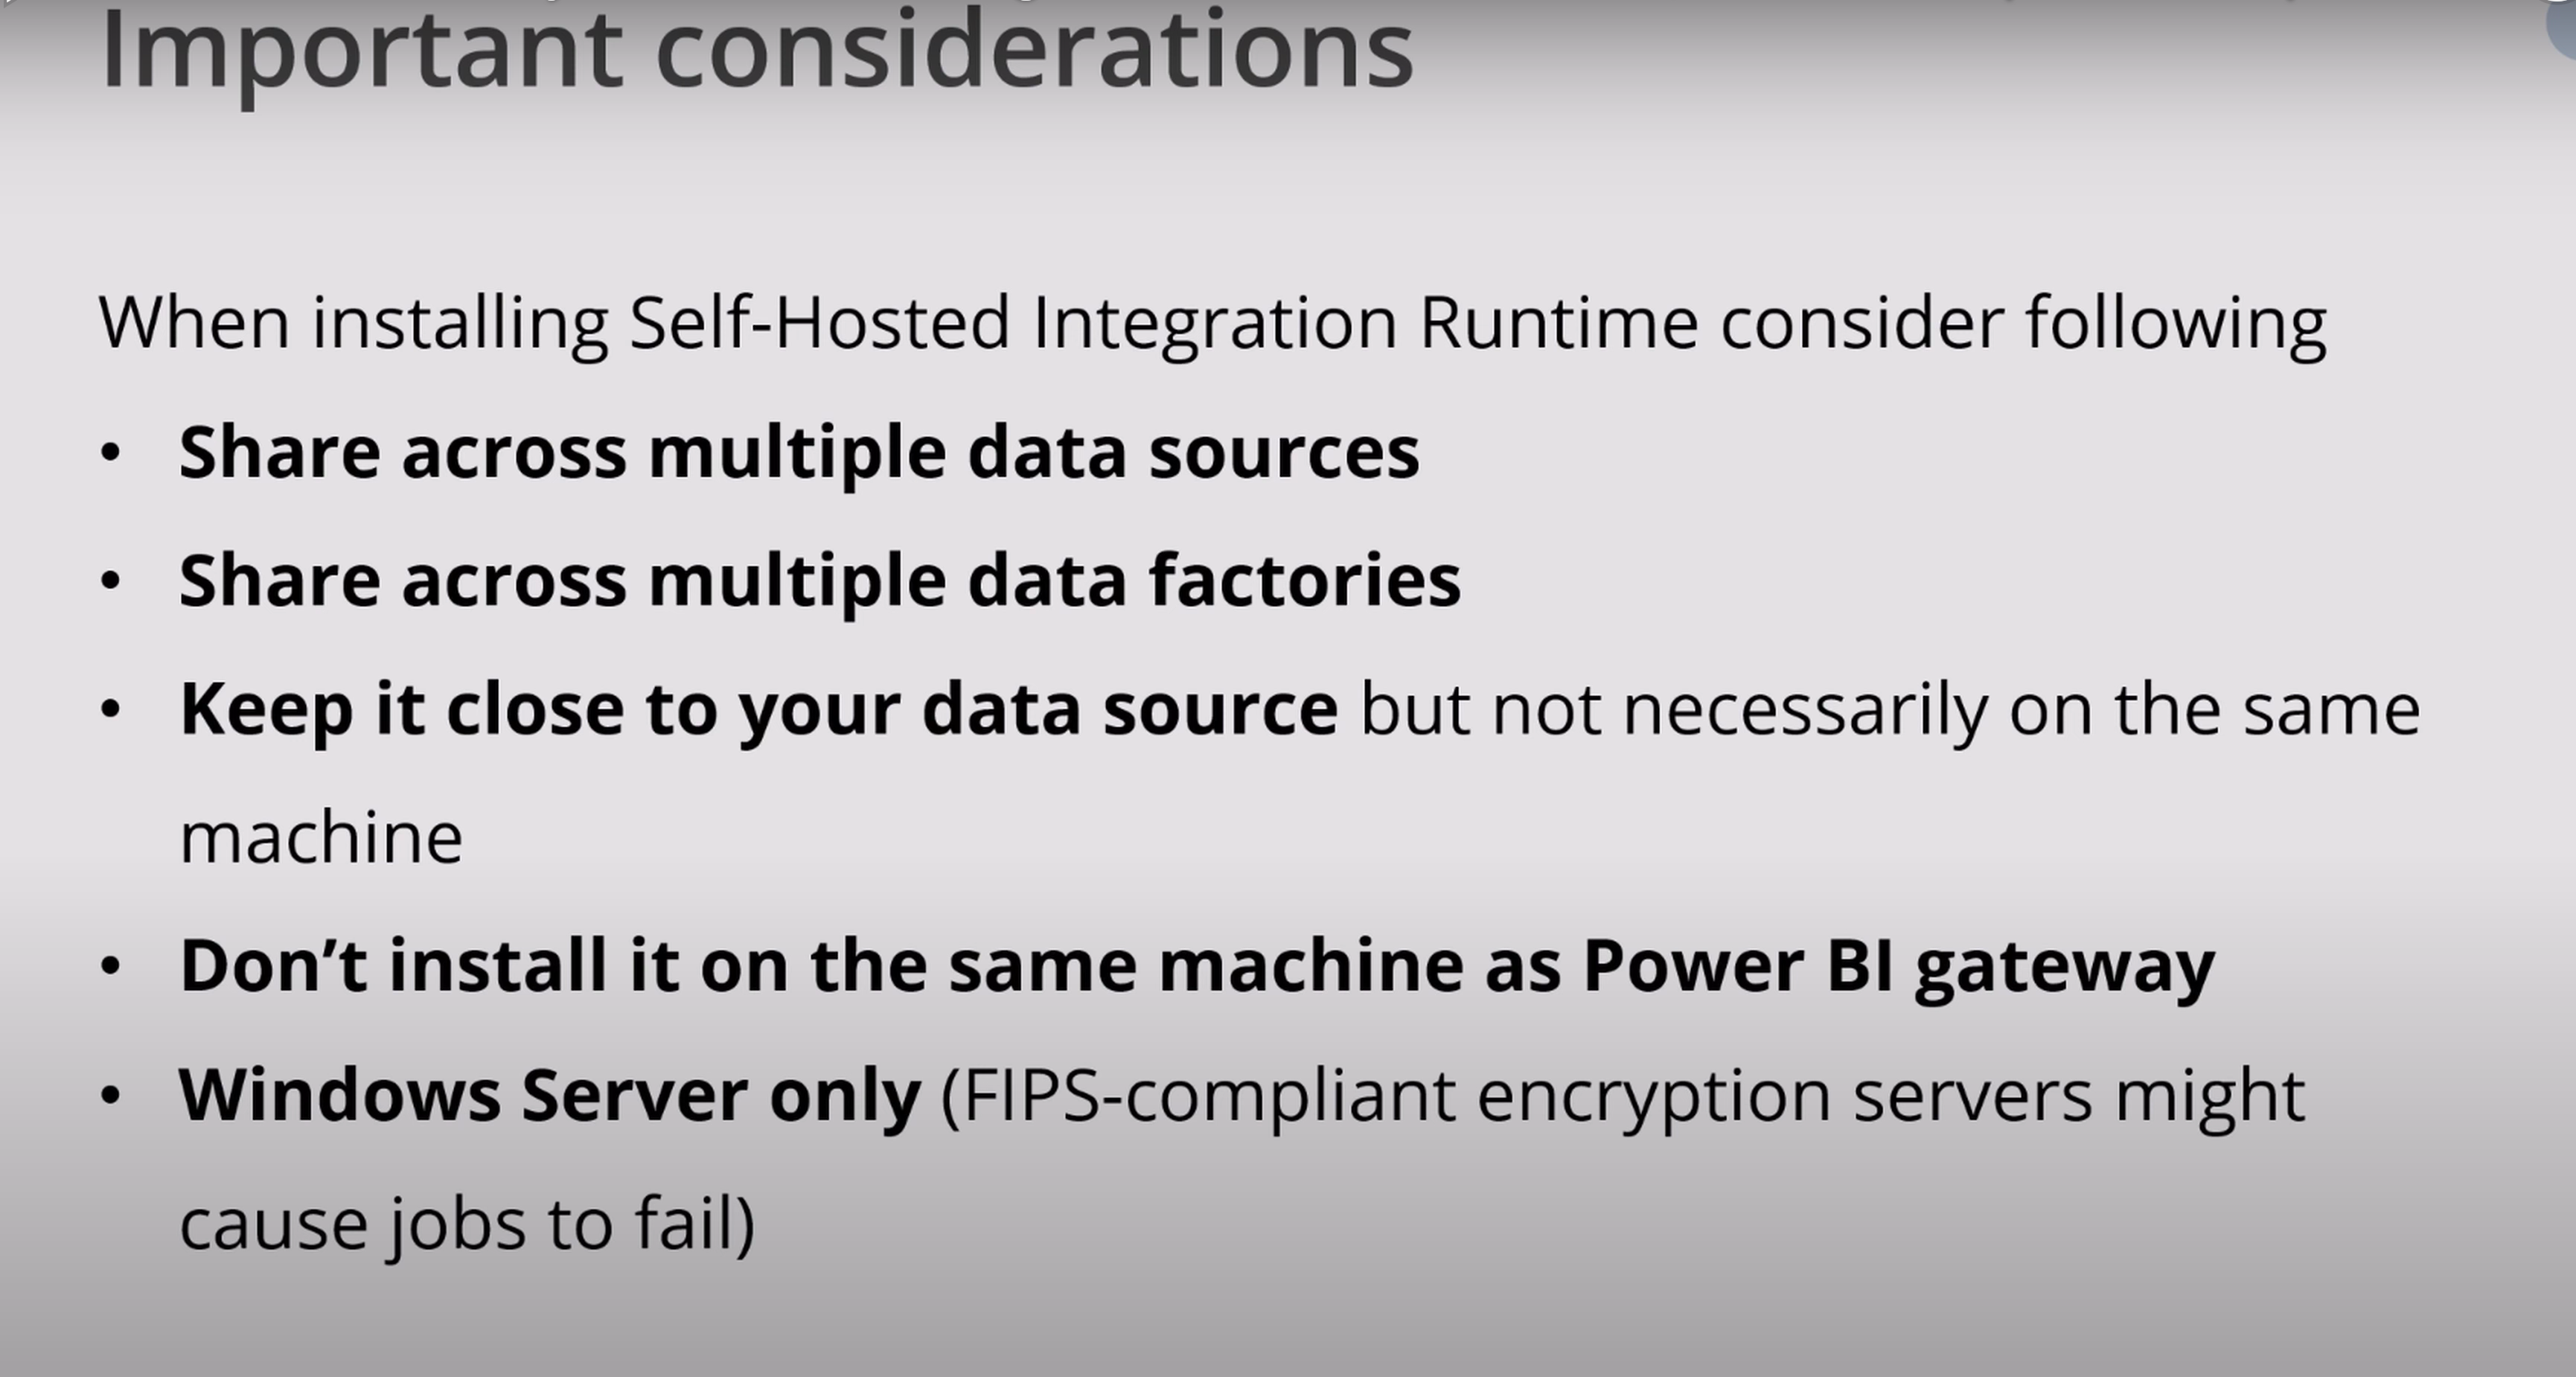 Important considerations
When installing Self-Hosted Integration Runtime consider following
• Share across multiple data sources
• Share across multiple data factories
• Keep it close to your data source but not necessarily on the same
machine
• Don’t install it on the same machine as Power BI gateway
• Windows Server only (FIPS-compliant encryption servers might
cause jobs to fail)